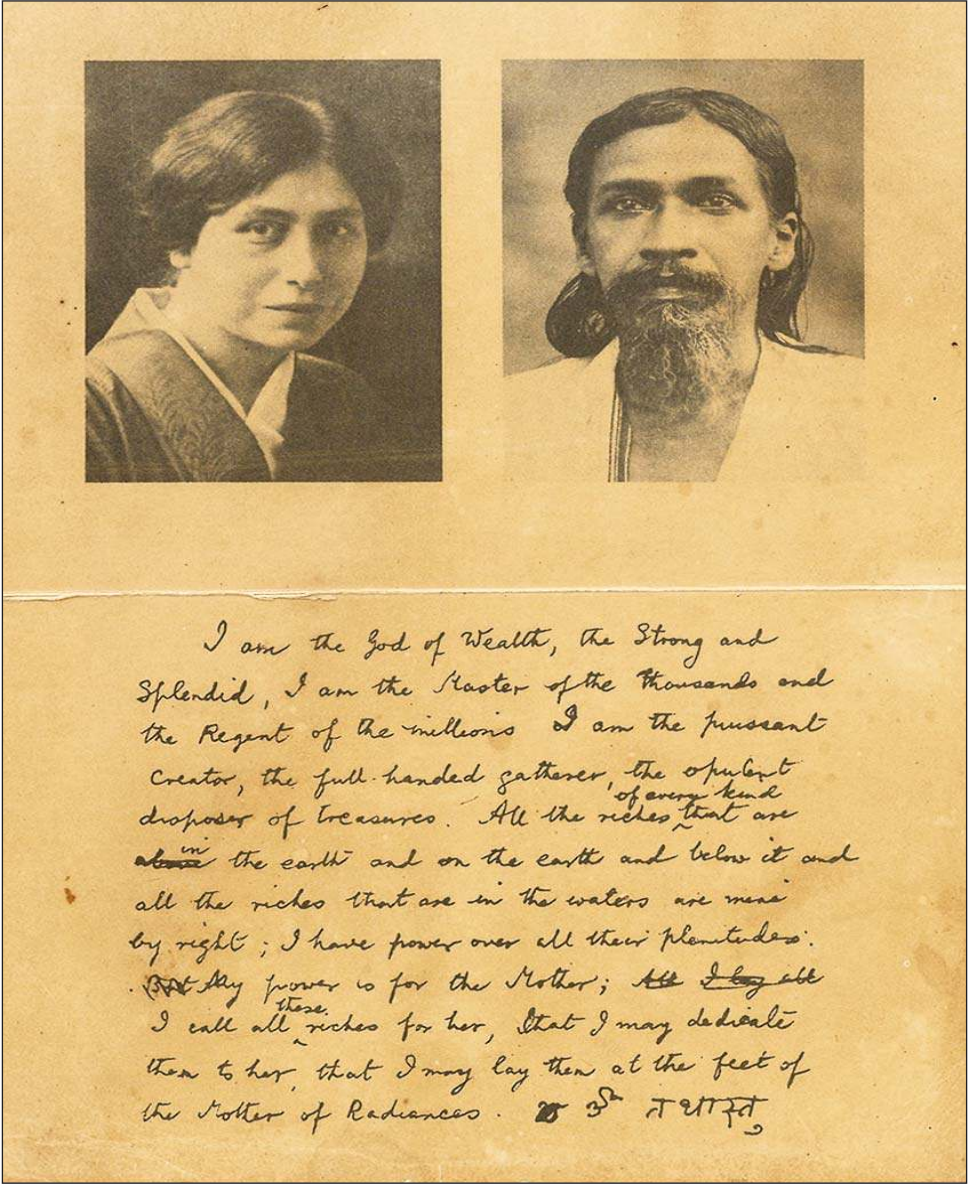 I am the God of Wealth, the Strong and
Splendid, I am the Master of the thousands and
the Regent of the millions I am the puissant
Creator, the full-handed gatherer, the opulent
disposer of treasures. All the riches of every kind that are
in the earth and on the earth and below it and
all the riches that are in the waters are mine
by right; I have power over all their plenitudes.
My power is for the Mother; All I lay all
I call all these riches for her, that I may dedicate
them to her, that I may lay them at the feet of
the Mother of Radiances. ॐ तथास्तु